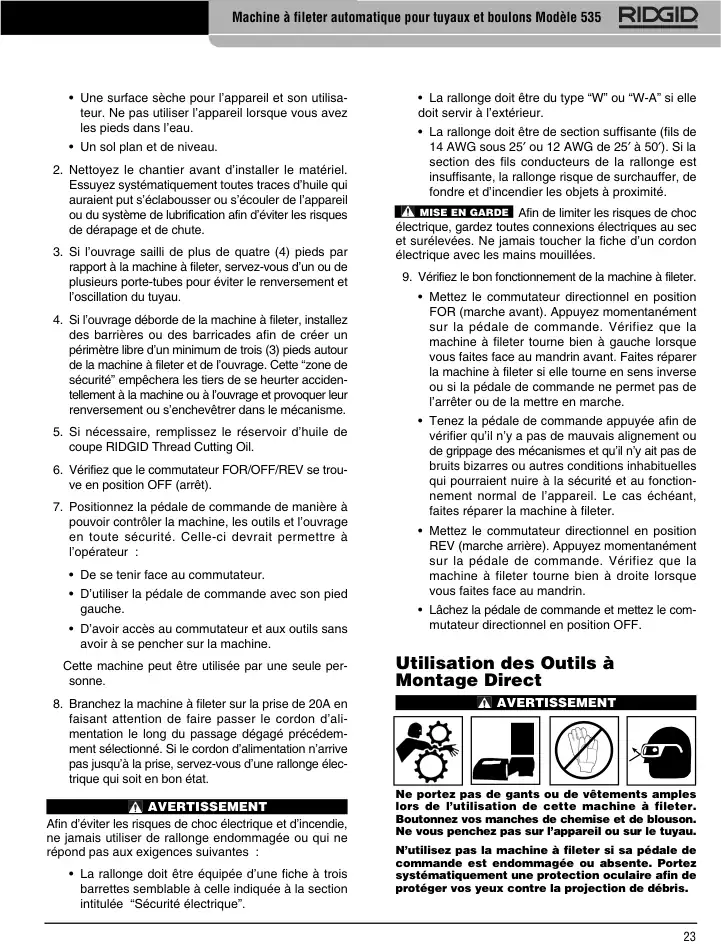 Machine à fileter automatique pour tuyaux et boulons Modèle 535
RIDGID
• Une surface sèche pour l'appareil et son utilisa-
teur. Ne pas utiliser l'appareil lorsque vous avez
les pieds dans l'eau.
• Un sol plan et de niveau.
2. Nettoyez le chantier avant d'installer le matériel.
Essuyez systématiquement toutes traces d'huile qui
auraient put s'éclabousser ou s'écouler de l'appareil
ou du système de lubrification afin d'éviter les risques
de dérapage et de chute.
3. Si l'ouvrage sailli de plus de quatre (4) pieds par
rapport à la machine à fileter, servez-vous d'un ou de
plusieurs porte-tubes pour éviter le renversement et
l'oscillation du tuyau.
4. Si l'ouvrage déborde de la machine à fileter, installez
des barrières ou des barricades afin de créer un
périmètre libre d'un minimum de trois (3) pieds autour
de la machine à fileter et de l'ouvrage. Cette “zone de
sécurité” empêchera les tiers de se heurter acciden-
tellement à la machine ou à l'ouvrage et provoquer leur
renversement ou s'enchevêtrer dans le mécanisme.
5. Si nécessaire, remplissez le réservoir d'huile de
coupe RIDGID Thread Cutting Oil.
6. Vérifiez que le commutateur FOR/OFF/REV se trou-
ve en position OFF (arrêt).
7. Positionnez la pédale de commande de manière à
pouvoir contrôler la machine, les outils et l'ouvrage
en toute sécurité. Celle-ci devrait permettre à
l'opérateur :
• De se tenir face au commutateur.
• D'utiliser la pédale de commande avec son pied
gauche.
• D'avoir accès au commutateur et aux outils sans
avoir à se pencher sur la machine.
Cette machine peut être utilisée par une seule per-
sonne.
8. Branchez la machine à fileter sur la prise de 20A en
faisant attention de faire passer le cordon d'ali-
mentation le long du passage dégagé précédem-
ment sélectionné. Si le cordon d'alimentation n'arrive
pas jusqu'à la prise, servez-vous d'une rallonge élec-
trique qui soit en bon état.
AVERTISSEMENT
Afin d'éviter les risques de choc électrique et d'incendie,
ne jamais utiliser de rallonge endommagée ou qui ne
répond pas aux exigences suivantes :
• La rallonge doit être équipée d'une fiche à trois
barrettes semblable à celle indiquée à la section
intitulée “Sécurité électrique”.
• La rallonge doit être du type “W” ou “W-A” si elle
doit servir à l'extérieur.
• La rallonge doit être de section suffisante (fils de
14 AWG sous 25′ ou 12 AWG de 25′ à 50′). Si la
section des fils conducteurs de la rallonge est
insuffisante, la rallonge risque de surchauffer, de
fondre et d'incendier les objets à proximité.
MISE EN GARDE Afin de limiter les risques de choc
électrique, gardez toutes connexions électriques au sec
et surélevées. Ne jamais toucher la fiche d'un cordon
électrique avec les mains mouillées.
9. Vérifiez le bon fonctionnement de la machine à fileter.
• Mettez le commutateur directionnel en position
FOR (marche avant). Appuyez momentanément
sur la pédale de commande. Vérifiez que la
machine à fileter tourne bien à gauche lorsque
vous faites face au mandrin avant. Faites réparer
la machine à fileter si elle tourne en sens inverse
ou si la pédale de commande ne permet pas de
l'arrêter ou de la mettre en marche.
• Tenez la pédale de commande appuyée afin de
vérifier qu'il n'y a pas de mauvais alignement ou
de grippage des mécanismes et qu'il n'y ait pas de
bruits bizarres ou autres conditions inhabituelles
qui pourraient nuire à la sécurité et au fonction-
nement normal de l'appareil. Le cas échéant,
faites réparer la machine à fileter.
• Mettez le commutateur directionnel en position
REV (marche arrière). Appuyez momentanément
sur la pédale de commande. Vérifiez que la
machine à fileter tourne bien à droite lorsque
vous faites face au mandrin.
• Lâchez la pédale de commande et mettez le com-
mutateur directionnel en position OFF.
Utilisation des Outils à
Montage Direct
AVERTISSEMENT
Ne portez pas de gants ou de vêtements amples
lors de l'utilisation de cette machine à fileter.
Boutonnez vos manches de chemise et de blouson.
Ne vous penchez pas sur l'appareil ou sur le tuyau.
N'utilisez pas la machine à fileter si sa pédale de
commande est endommagée ou absente. Portez
systématiquement une protection oculaire afin de
protéger vos yeux contre la projection de débris.
23